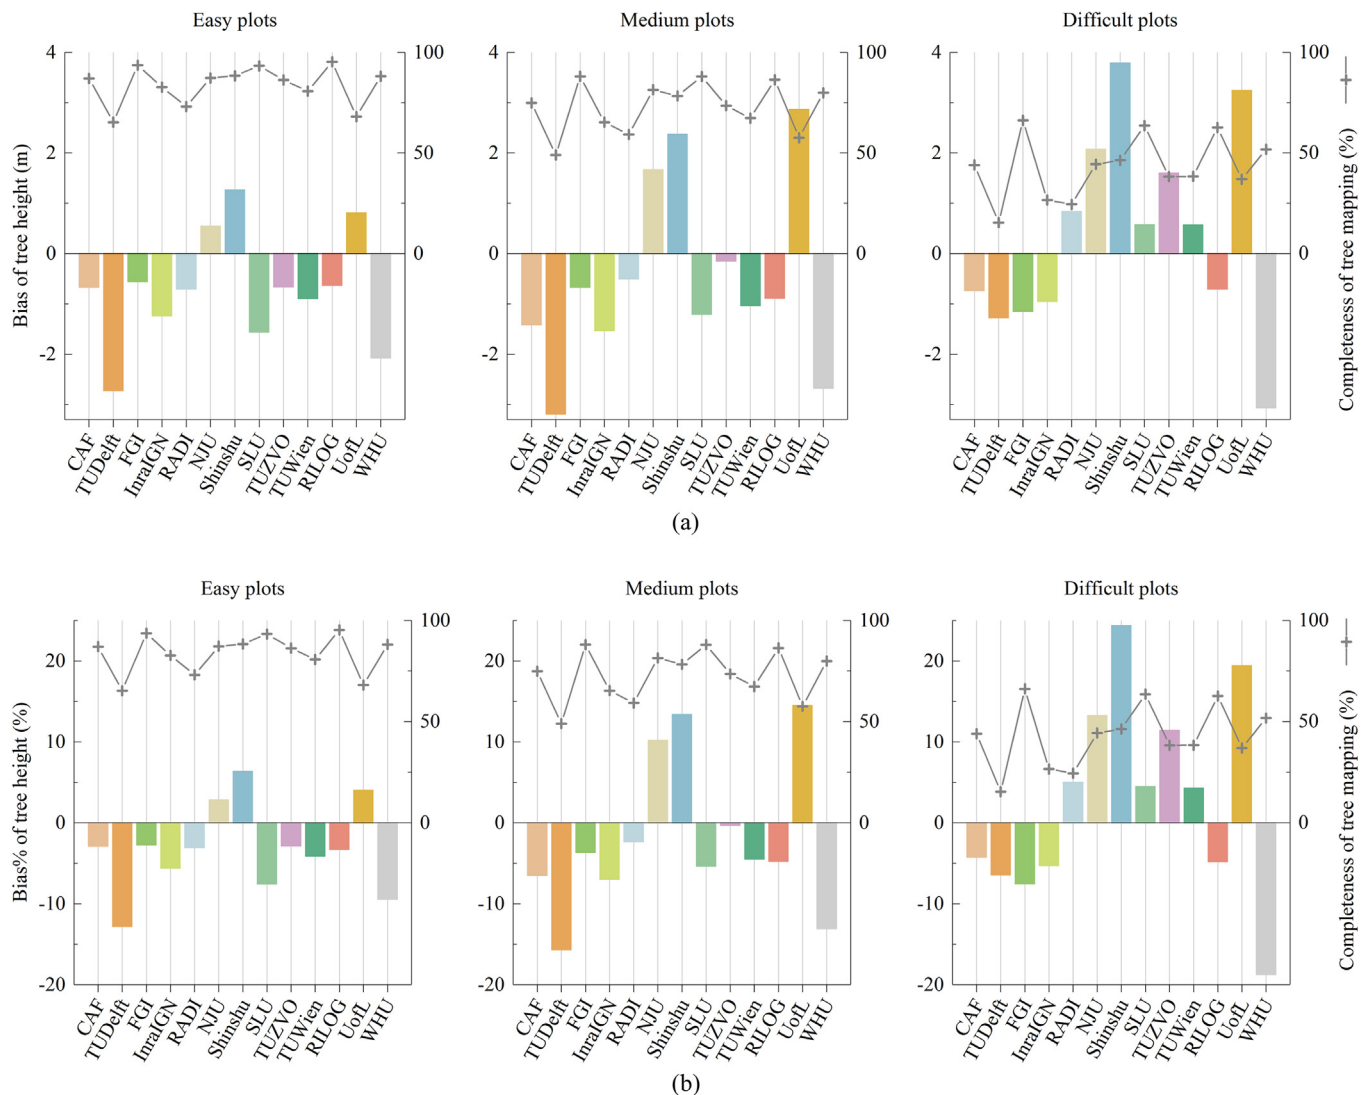 Easy plots
Medium plots
Difficult plots
4
2
0
-2
Bias of tree height (m)
100
50
0
4
2
0
-2
100
50
0
4
2
0
-2
100
50
0
Completeness of tree mapping (%)
CAF
TUDelft
FGI
InraIGN
RADI
NJU
Shinshu
SLU
TUZVO
TUWien
RILOG
UofL
WHU
CAF
TUDelft
FGI
InraIGN
RADI
NJU
Shinshu
SLU
TUZVO
TUWien
RILOG
UofL
WHU
CAF
TUDelft
FGI
InraIGN
RADI
NJU
Shinshu
SLU
TUZVO
TUWien
RILOG
UofL
WHU
(a)
Easy plots
Medium plots
Difficult plots
20
10
0
-10
-20
Bias% of tree height (%)
100
50
0
20
10
0
-10
-20
100
50
0
20
10
0
-10
-20
100
50
0
Completeness of tree mapping (%)
CAF
TUDelft
FGI
InraIGN
RADI
NJU
Shinshu
SLU
TUZVO
TUWien
RILOG
UofL
WHU
CAF
TUDelft
FGI
InraIGN
RADI
NJU
Shinshu
SLU
TUZVO
TUWien
RILOG
UofL
WHU
CAF
TUDelft
FGI
InraIGN
RADI
NJU
Shinshu
SLU
TUZVO
TUWien
RILOG
UofL
WHU
(b)